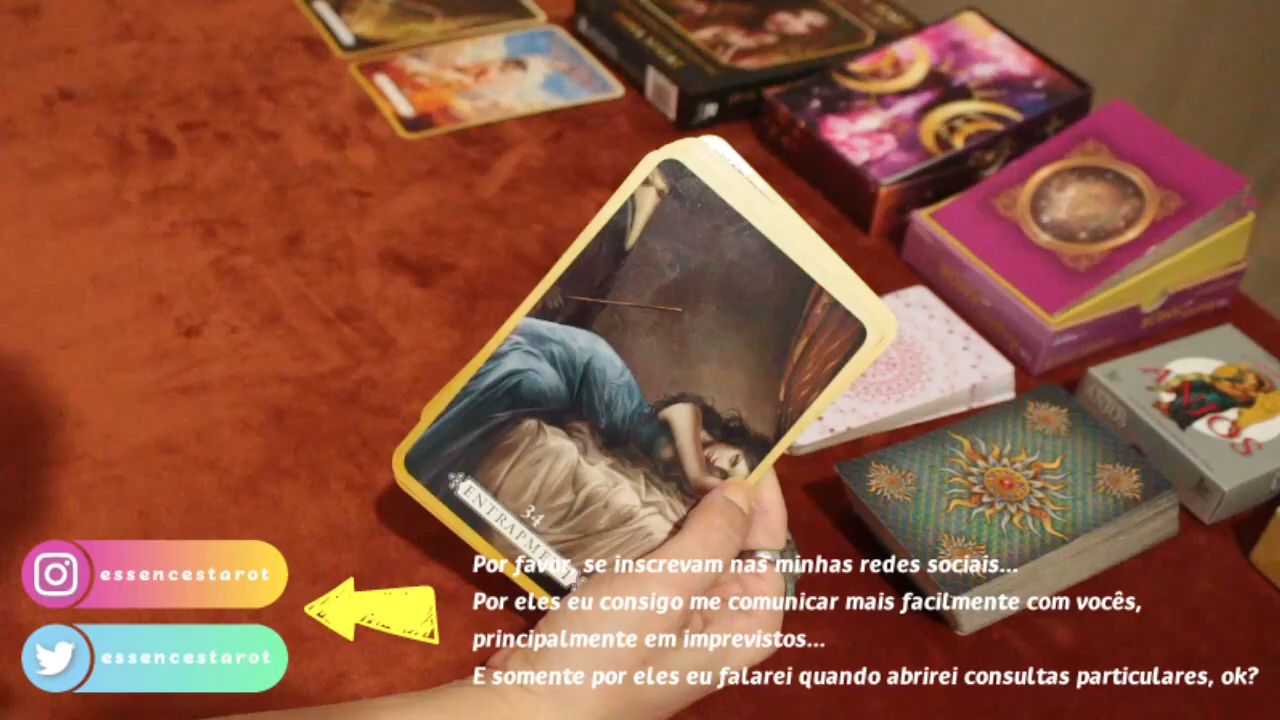 34
ENTRAPMENT
essencestarot
essencestarot
Por favor, se inscrevam nas minhas redes sociais...
Por eles eu consigo me comunicar mais facilmente com vocês,
principalmente em imprevistos...
E somente por eles eu falarei quando abrirei consultas particulares, ok?